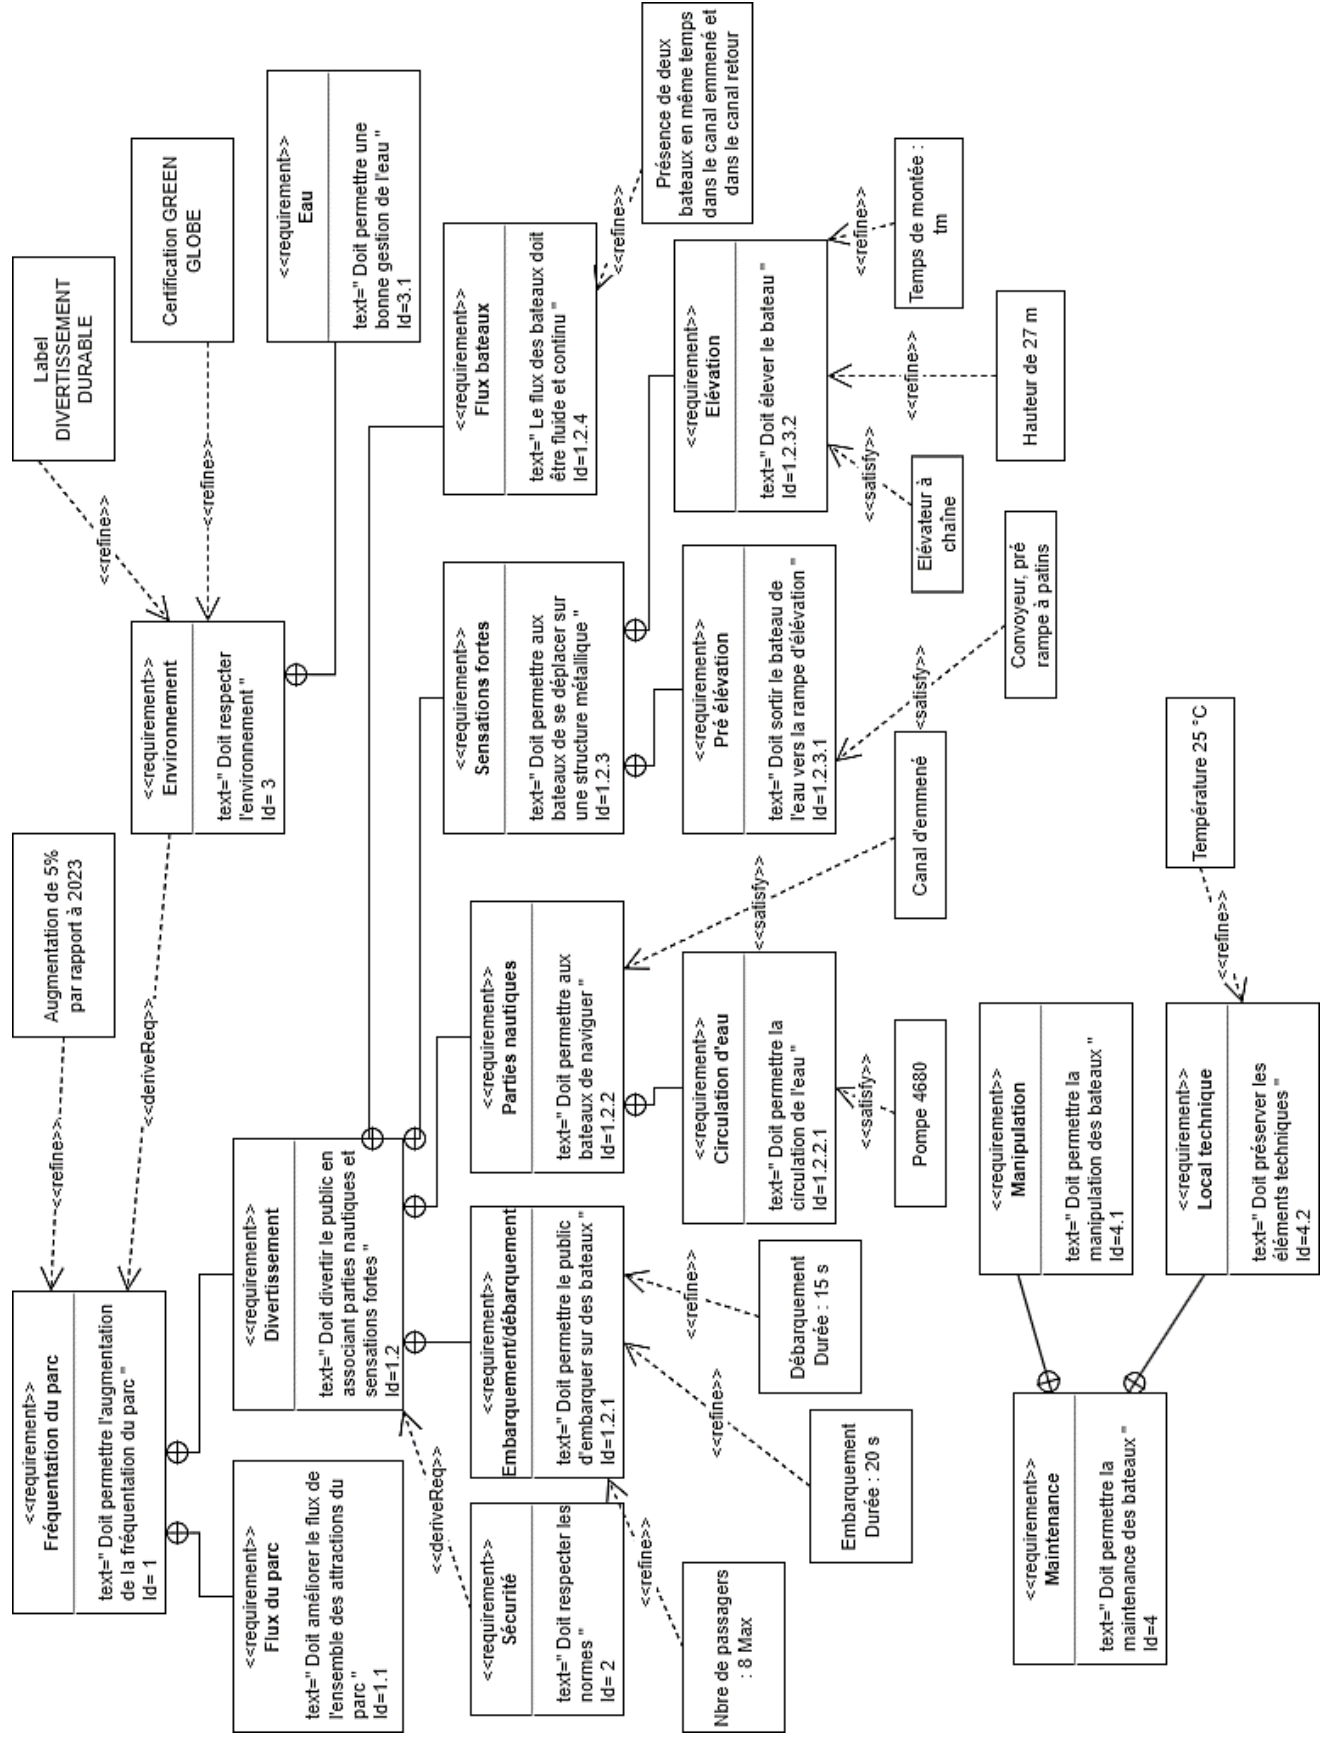 Augmentation de 5%
par rapport à 2023
Label
DIVERTISSEMENT
DURABLE
Certification GREEN
GLOBE
<<refine>>
<<refine>>
<<refine>>
<<deriveReq>>
<<requirement>>
Fréquentation du parc
text=" Doit permettre l'augmentation
de la fréquentation du parc "
Id= 1
<<requirement>>
Environnement
text=" Doit respecter
l'environnement "
Id= 3
<<requirement>>
Flux du parc
text=" Doit améliorer le flux de
l'ensemble des attractions du
parc "
Id=1.1
<<requirement>>
Divertissement
text=" Doit divertir le public en
associant parties nautiques et
sensations fortes "
Id=1.2
<<requirement>>
Eau
text=" Doit permettre une
bonne gestion de l'eau "
Id=3.1
<<deriveReq>>
<<requirement>>
Sécurité
text=" Doit respecter les
normes "
Id= 2
<<requirement>>
Embarquement/débarquement
text=" Doit permettre le public
d'embarquer sur des bateaux "
Id=1.2.1
<<requirement>>
Parties nautiques
text=" Doit permettre aux
bateaux de naviguer "
Id=1.2.2
<<requirement>>
Sensations fortes
text=" Doit permettre aux
bateaux de se déplacer sur
une structure métallique "
Id=1.2.3
<<requirement>>
Flux bateaux
text=" Le flux des bateaux doit
être fluide et continu "
Id=1.2.4
<<refine>>
Présence de deux
bateaux en même temps
dans le canal emmené et
dans le canal retour
<<refine>>
Nbre de passagers
: 8 Max
<<refine>>
Embarquement
Durée : 20 s
<<refine>>
Débarquement
Durée : 15 s
<<requirement>>
Circulation d'eau
text=" Doit permettre la
circulation de l'eau "
Id=1.2.2.1
<<satisfy>>
Pompe 4680
<<satisfy>>
Canal d'emmené
<<requirement>>
Pré élévation
text=" Doit sortir le bateau de
l'eau vers la rampe d'élévation "
Id=1.2.3.1
<satisfy>>
Convoyeur, pré
rampe à patins
<<requirement>>
Elévation
text=" Doit élever le bateau "
Id=1.2.3.2
<<satisfy>>
Elévateur à
chaîne
<<refine>>
Hauteur de 27 m
<<refine>>
Temps de montée :
tm
<<requirement>>
Maintenance
text=" Doit permettre la
maintenance des bateaux "
Id=4
<<requirement>>
Manipulation
text=" Doit permettre la
manipulation des bateaux "
Id=4.1
<<requirement>>
Local technique
text=" Doit préserver les
éléments techniques "
Id=4.2
<<refine>>
Température 25 °C